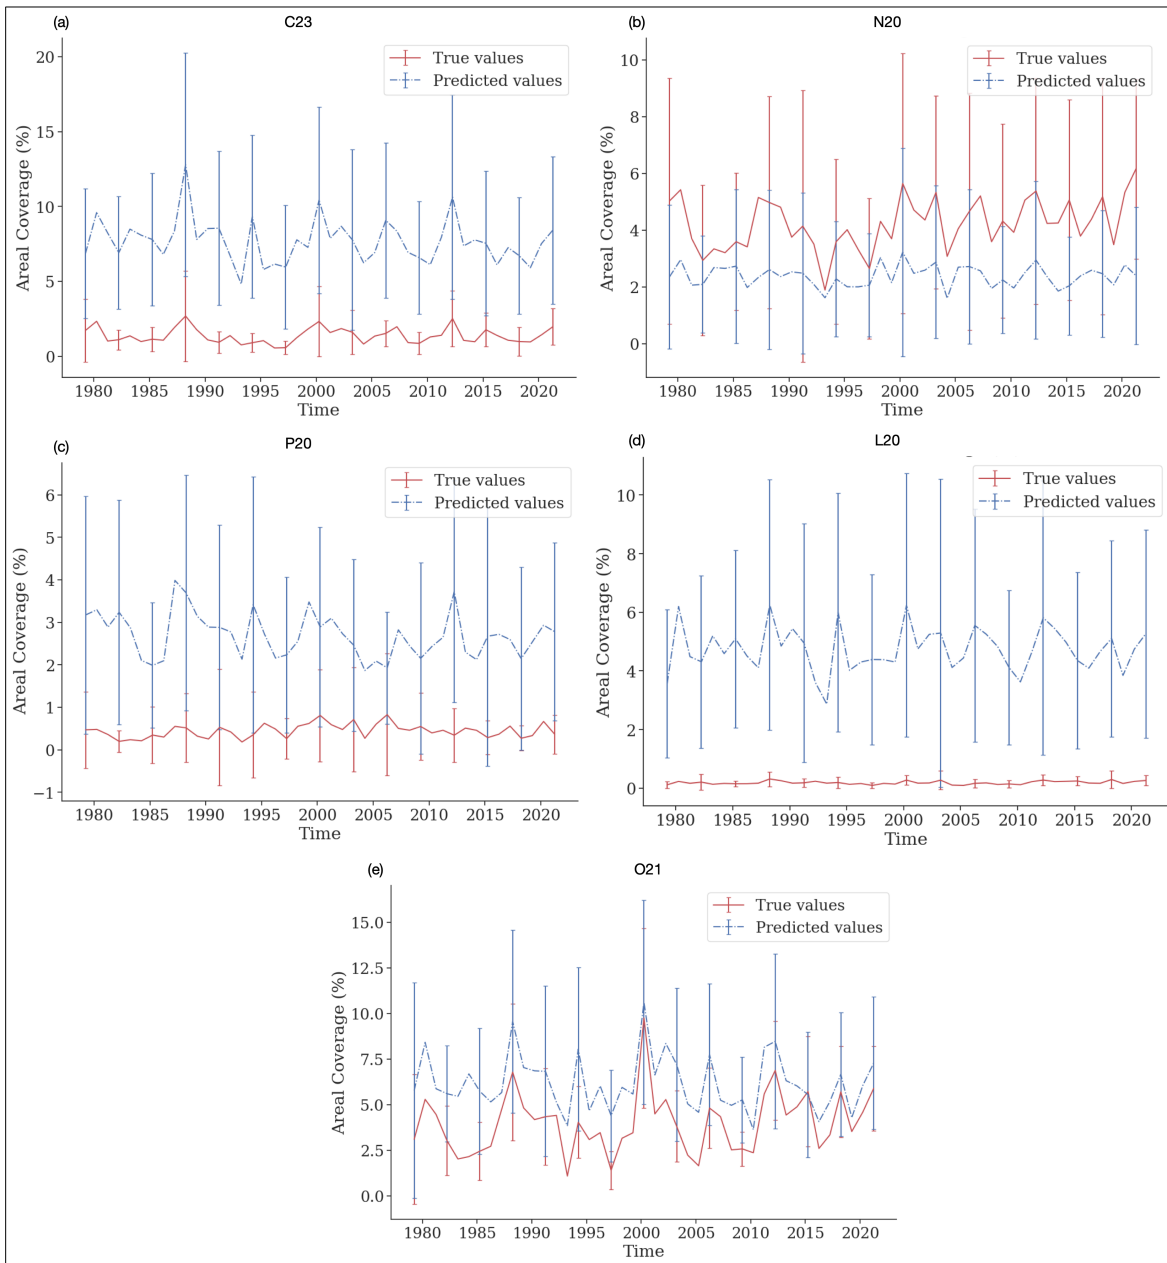 (a)
C23
True values
Predicted values
20
15
10
5
0
Areal Coverage (%)
1980 1985 1990 1995 2000 2005 2010 2015 2020
Time
(b)
N20
True values
Predicted values
10
8
6
4
2
0
Areal Coverage (%)
1980 1985 1990 1995 2000 2005 2010 2015 2020
Time
(c)
P20
True values
Predicted values
6
5
4
3
2
1
0
−1
Areal Coverage (%)
1980 1985 1990 1995 2000 2005 2010 2015 2020
Time
(d)
L20
True values
Predicted values
10
8
6
4
2
0
Areal Coverage (%)
1980 1985 1990 1995 2000 2005 2010 2015 2020
Time
(e)
O21
True values
Predicted values
15.0
12.5
10.0
7.5
5.0
2.5
0.0
Areal Coverage (%)
1980 1985 1990 1995 2000 2005 2010 2015 2020
Time